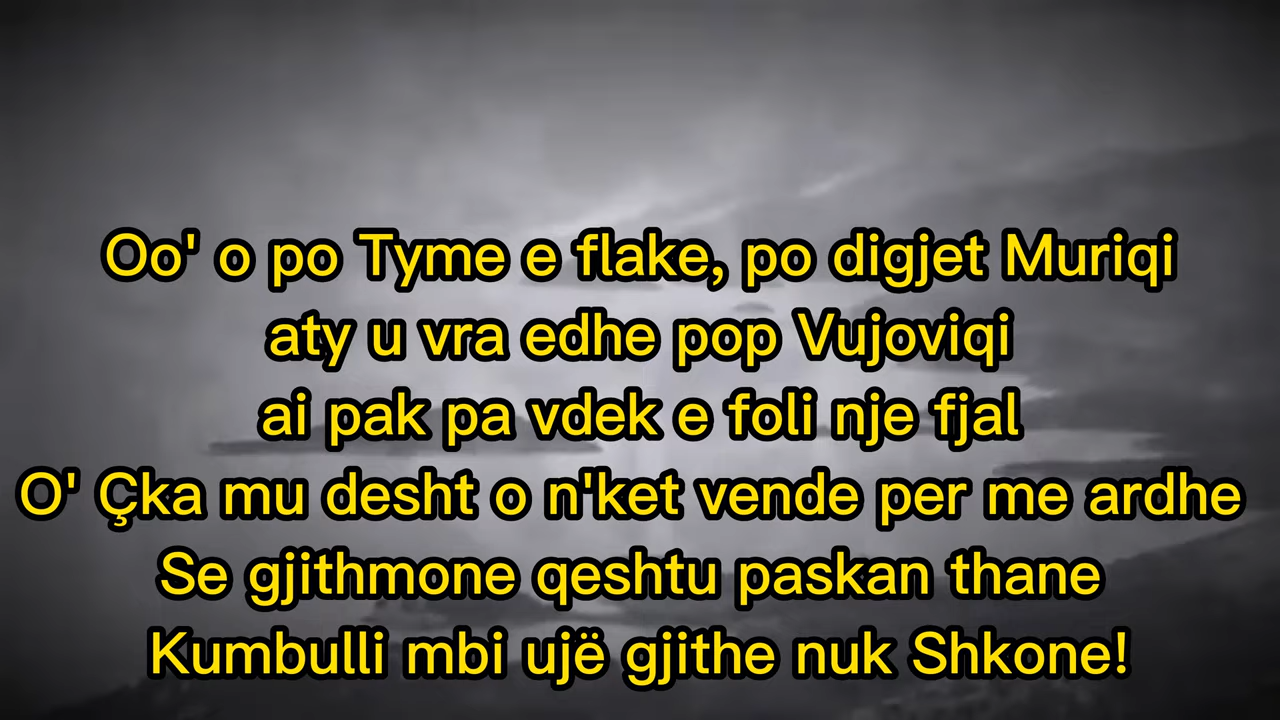 Oo' o po Tyme e flake, po digjet Muriqi
aty u vra edhe pop Vujoviqi
ai pak pa vdek e foli nje fjal
O' Çka mu desht o n'ket vende per me ardhe
Se gjithmone qeshtu paskan thane
Kumbulli mbi ujë gjithe nuk Shkone!